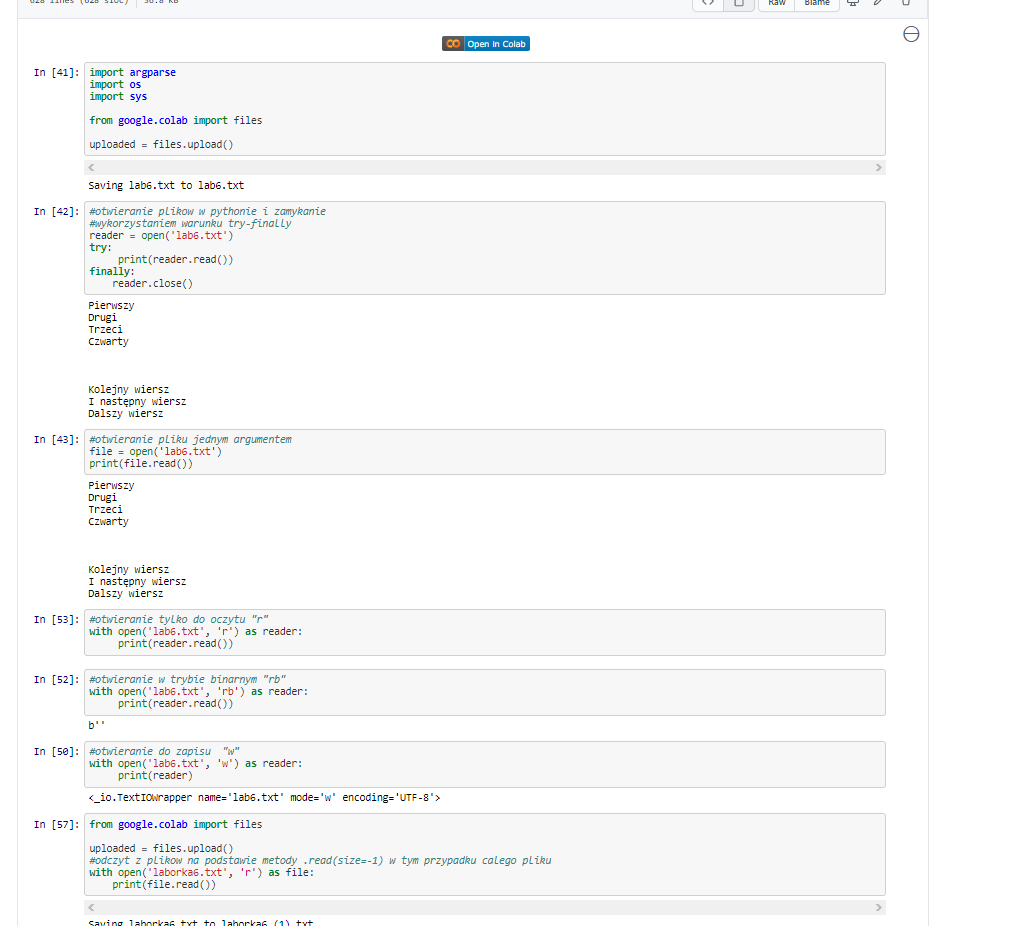 628 lines (628 sloc) 36.8 KB
Raw Blame
Open in Colab
In [41]: import argparse
import os
import sys
from google.colab import files
uploaded = files.upload()
Saving lab6.txt to lab6.txt
In [42]: #otwieranie plikow w pythonie i zamykanie
#wykorzystaniem warunku try-finally
reader = open('lab6.txt')
try:
print(reader.read())
finally:
reader.close()
Pierwszy
Drugi
Trzeci
Czwarty
Kolejny wiersz
I następny wiersz
Dalszy wiersz
In [43]: #otwieranie pliku jednym argumentem
file = open('lab6.txt')
print(file.read())
Pierwszy
Drugi
Trzeci
Czwarty
Kolejny wiersz
I następny wiersz
Dalszy wiersz
In [53]: #otwieranie tylko do oczytu "r"
with open('lab6.txt', 'r') as reader:
print(reader.read())
In [52]: #otwieranie w trybie binarnym "rb"
with open('lab6.txt', 'rb') as reader:
print(reader.read())
b''
In [50]: #otwieranie do zapisu "w"
with open('lab6.txt', 'w') as reader:
print(reader)
<_io.TextIOWrapper name='lab6.txt' mode='w' encoding='UTF-8'>
In [57]: from google.colab import files
uploaded = files.upload()
#odczyt z plikow na podstawie metody .read(size=-1) w tym przypadku calego pliku
with open('laborka6.txt', 'r') as file:
print(file.read())
Saving laborka6.txt to laborka6 (1).txt